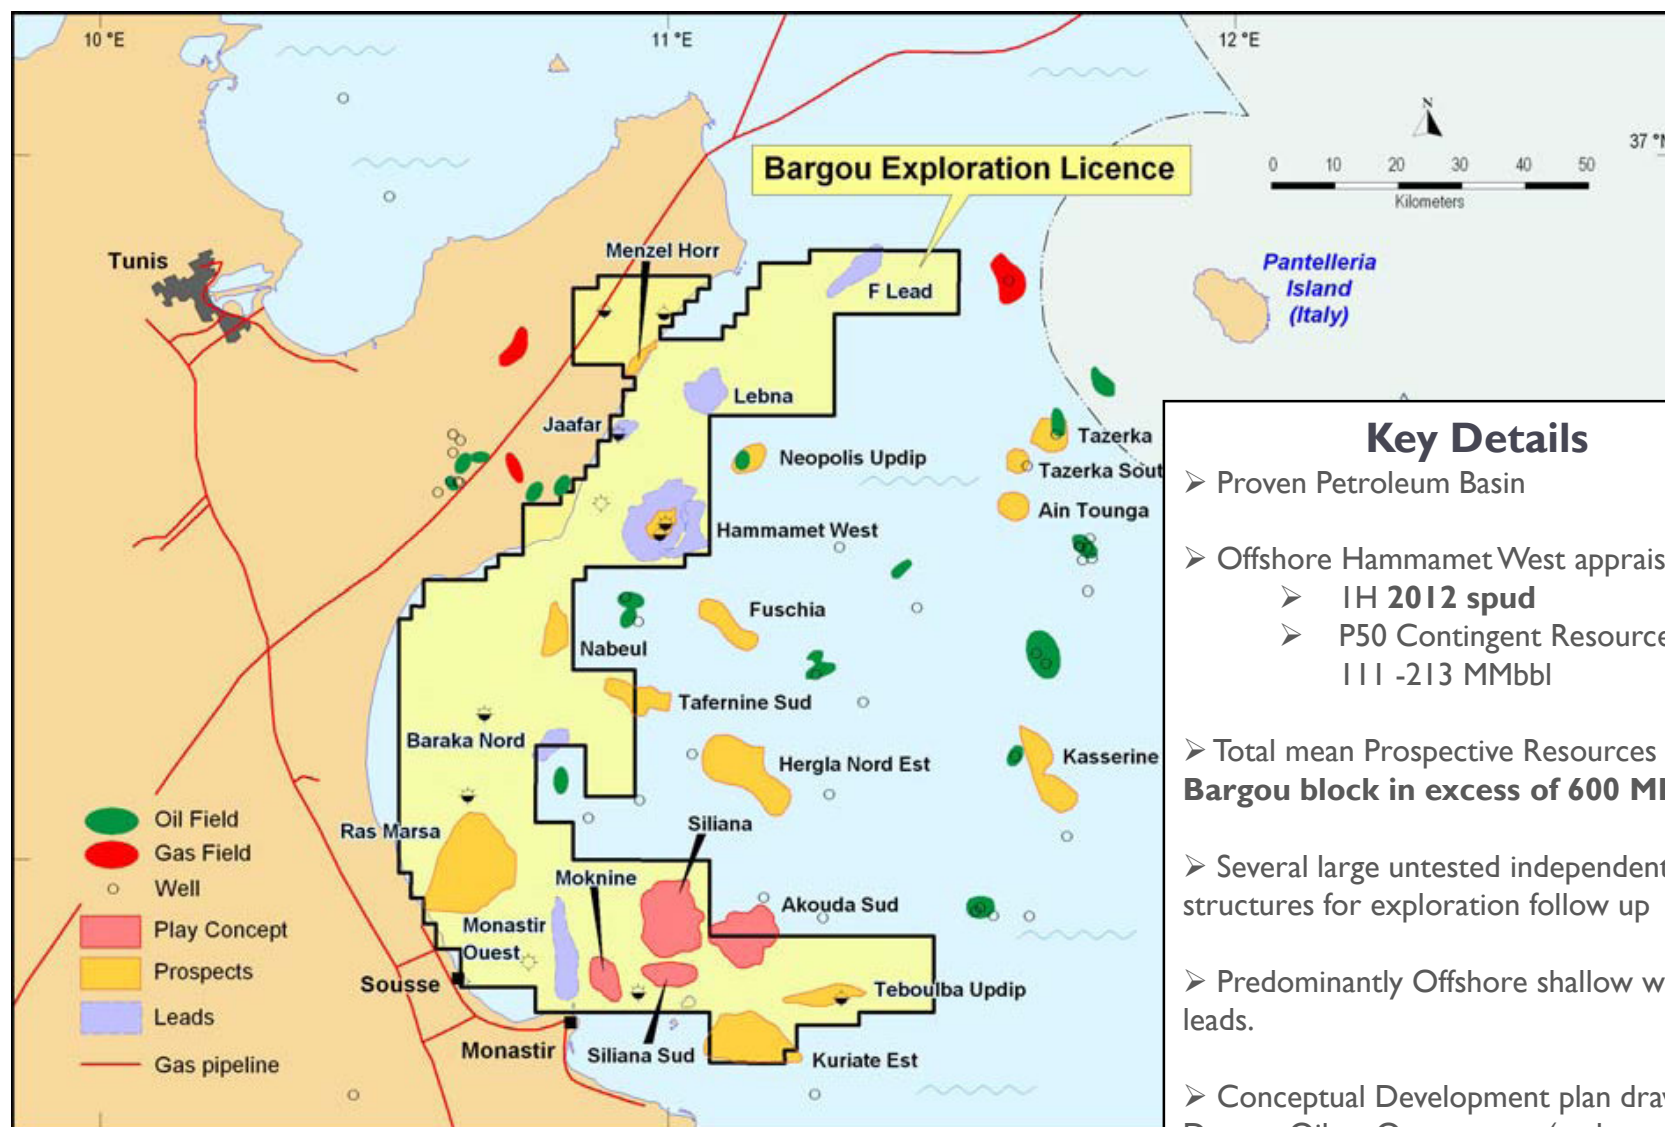 10 °E
11 °E
12 °E
37 °N
N
0 10 20 30 40 50
Kilometers
Bargou Exploration Licence
Menzel Horr
Tunis
F Lead
Pantelleria
Island
(Italy)
Lebna
Jaafar
Neopolis Updip
Tazerka
Tazerka Sout
Ain Tounga
Hammamet West
Fuschia
Nabeul
Tafernine Sud
Baraka Nord
Hergla Nord Est
Kasserine
Ras Marsa
Siliana
Moknine
Akouda Sud
Monastir
Ouest
Sousse
Teboulba Updip
Monastir
Siliana Sud
Kuriate Est
Oil Field
Gas Field
Well
Play Concept
Prospects
Leads
Gas pipeline
Key Details
➢ Proven Petroleum Basin
➢ Offshore Hammamet West apprais
➢ 1H 2012 spud
➢ P50 Contingent Resource
111 -213 MMbbl
➢ Total mean Prospective Resources
Bargou block in excess of 600 M
➢ Several large untested independent
structures for exploration follow up
➢ Predominantly Offshore shallow w
leads.
➢ Conceptual Development plan dra